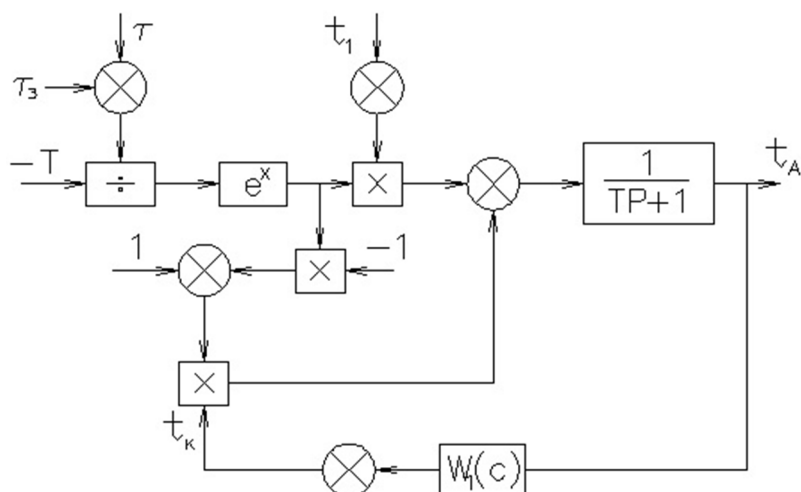 τ
t₁
τ₃
-T
÷
eˣ
×
1
TP+1
t_A
1
×
-1
×
t_к
W₁(c)